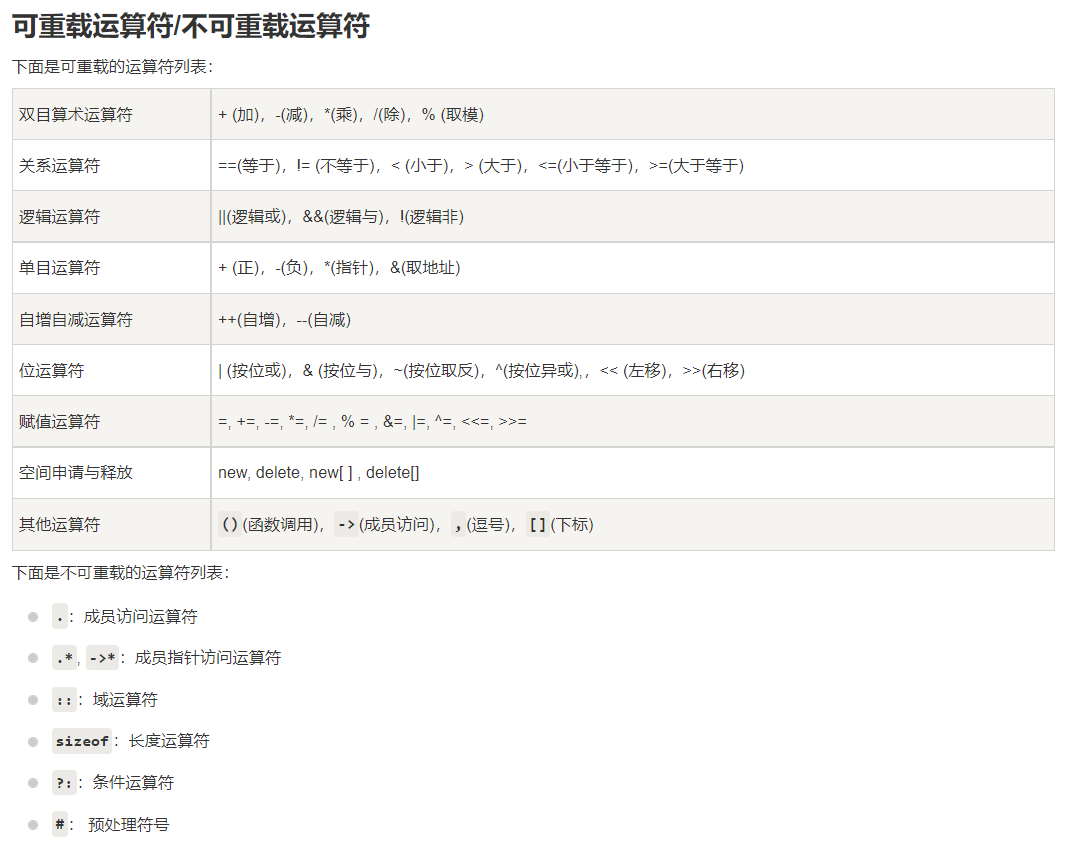 可重载运算符/不可重载运算符
下面是可重载的运算符列表：
双目算术运算符 + (加)，-(减)，*(乘)，/(除)，% (取模)
关系运算符 ==(等于)，!= (不等于)，< (小于)，> (大于)，<=(小于等于)，>=(大于等于)
逻辑运算符 ||(逻辑或)，&&(逻辑与)，!(逻辑非)
单目运算符 + (正)，-(负)，*(指针)，&(取地址)
自增自减运算符 ++(自增)，--(自减)
位运算符 | (按位或)，& (按位与)，~(按位取反)，^(按位异或),，<< (左移)，>>(右移)
赋值运算符 =, +=, -=, *=, /= , % = , &=, |=, ^=, <<=, >>=
空间申请与释放 new, delete, new[ ] , delete[]
其他运算符 ()(函数调用)，->(成员访问)，,(逗号)，[](下标)
下面是不可重载的运算符列表：
.：成员访问运算符
.*, ->*：成员指针访问运算符
::：域运算符
sizeof：长度运算符
?:：条件运算符
#： 预处理符号